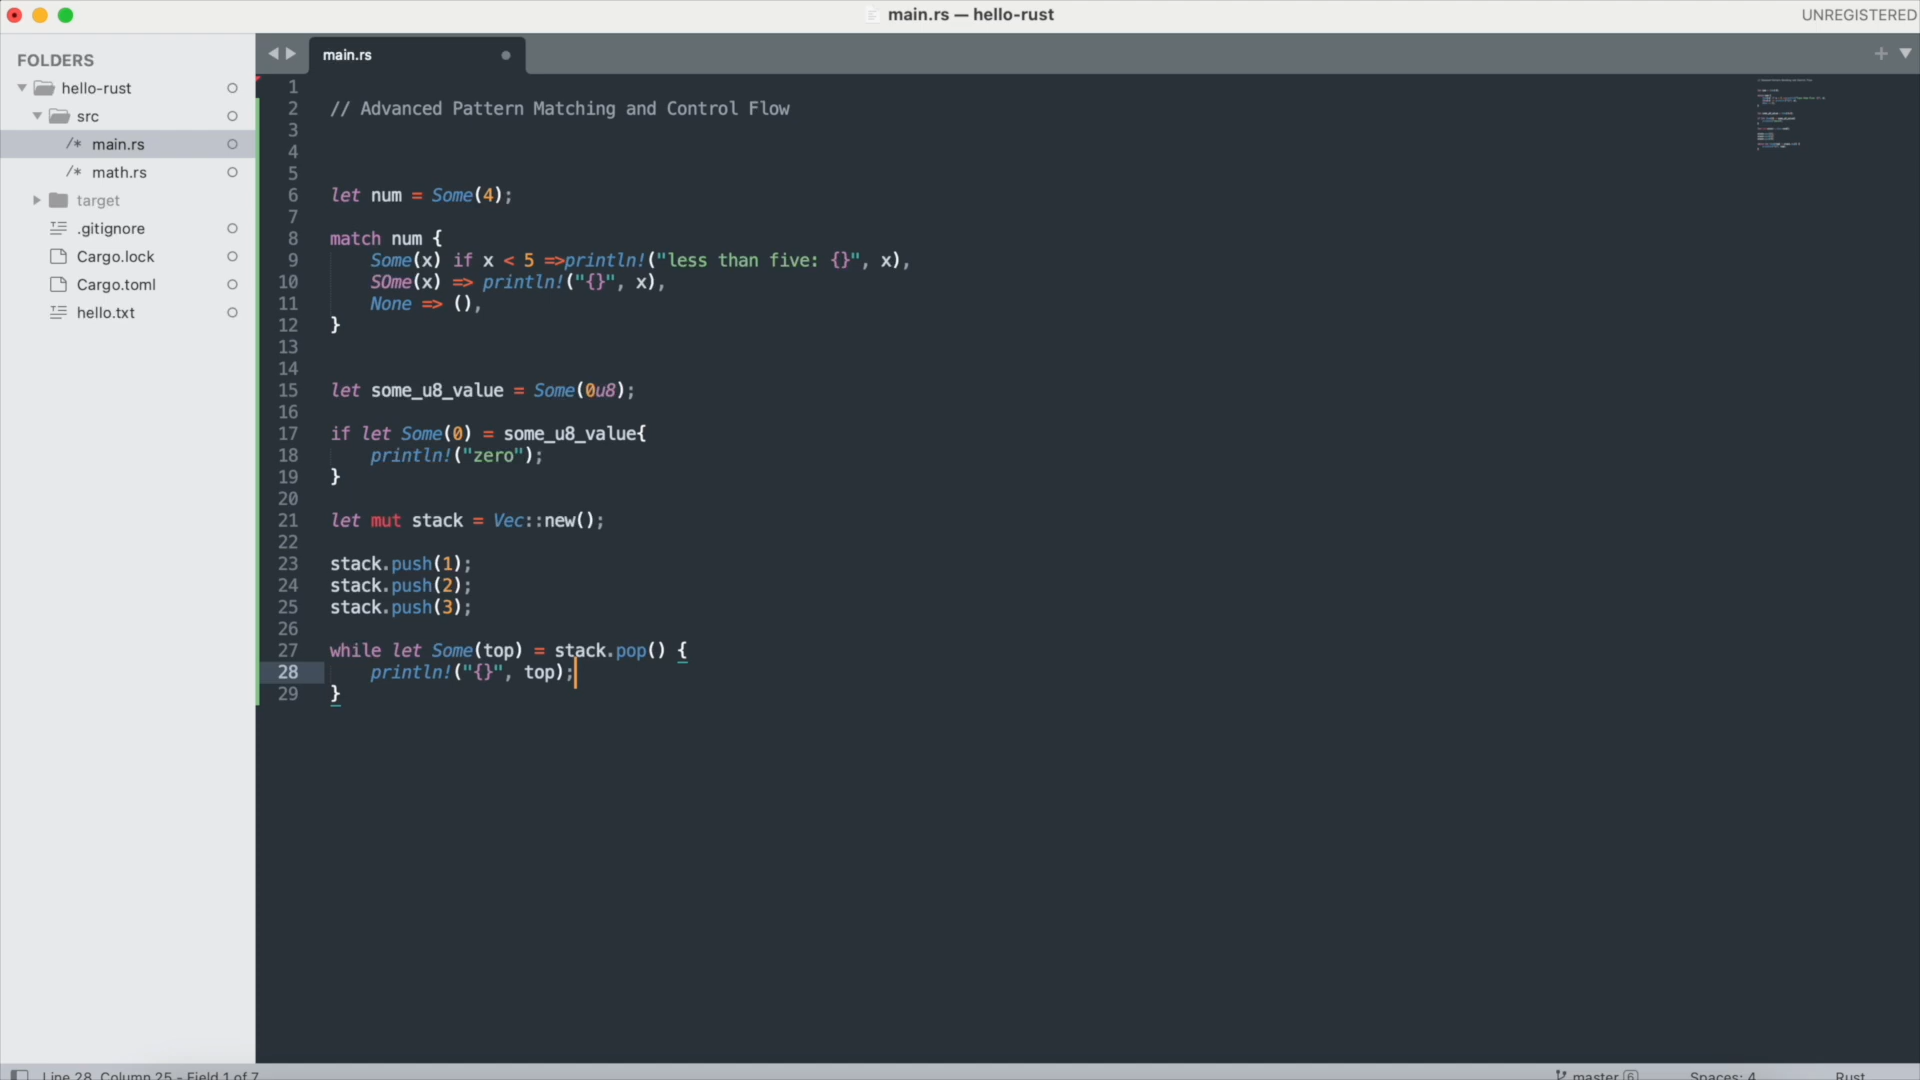 main.rs — hello-rust
UNREGISTERED
FOLDERS
hello-rust
src
/* main.rs
/* math.rs
target
.gitignore
Cargo.lock
Cargo.toml
hello.txt
main.rs
1
2 // Advanced Pattern Matching and Control Flow
3
4
5
6 let num = Some(4);
7
8 match num {
9     Some(x) if x < 5 =>println!("less than five: {}", x),
10     SOme(x) => println!("{}", x),
11     None => (),
12 }
13
14
15 let some_u8_value = Some(0u8);
16
17 if let Some(0) = some_u8_value{
18     println!("zero");
19 }
20
21 let mut stack = Vec::new();
22
23 stack.push(1);
24 stack.push(2);
25 stack.push(3);
26
27 while let Some(top) = stack.pop() {
28     println!("{}", top);
29 }
Line 28, Column 25 - Field 1 of 7
master 6
Spaces: 4
Rust